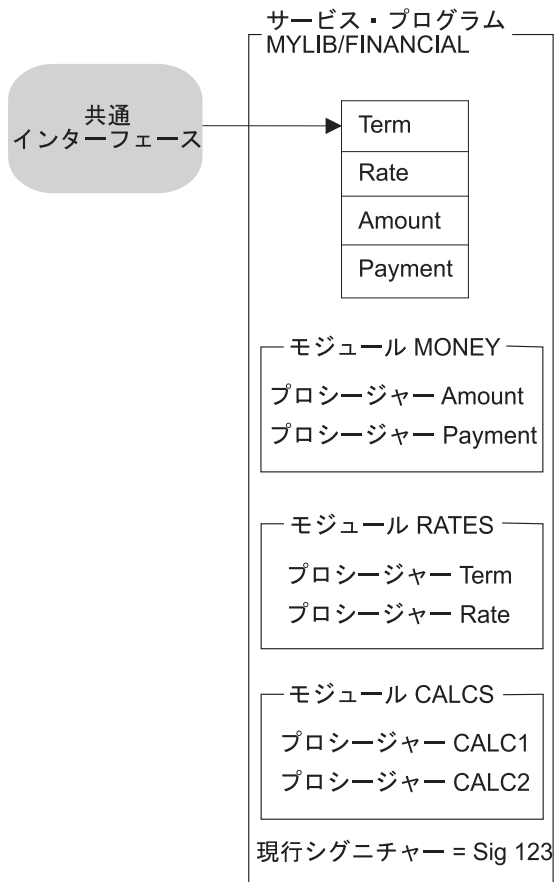 サービス・プログラム
MYLIB/FINANCIAL
共通
インターフェース
Term
Rate
Amount
Payment
モジュール MONEY
プロシージャー Amount
プロシージャー Payment
モジュール RATES
プロシージャー Term
プロシージャー Rate
モジュール CALCS
プロシージャー CALC1
プロシージャー CALC2
現行シグニチャー = Sig 123